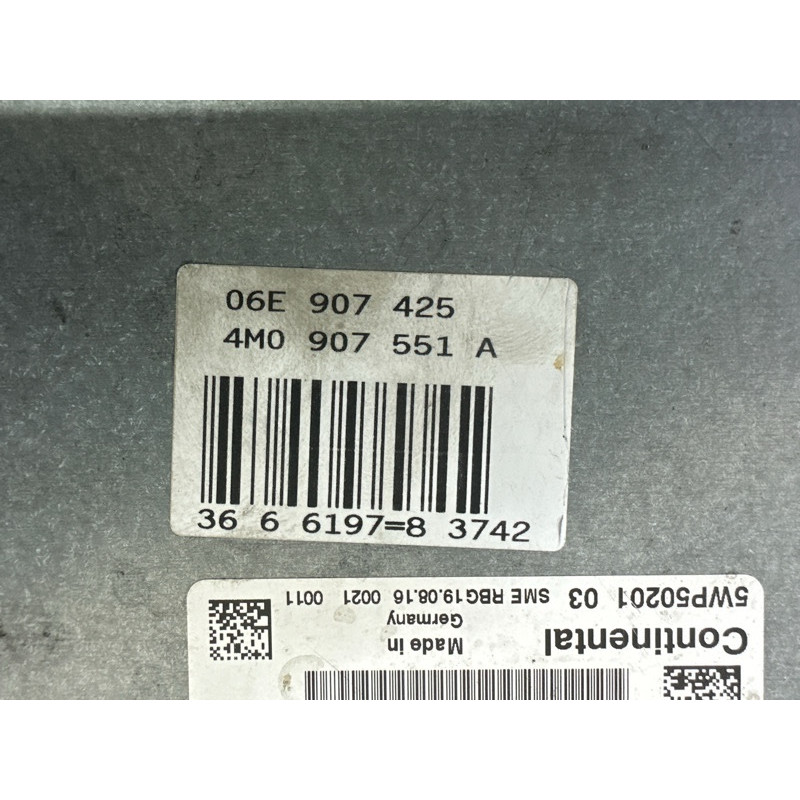 06E 907 425
4M0 907 551 A
36 6 6197=8 3742
5WP50201 03 SME RBG19.08.16 0021 0011
Continental
Made in
Germany